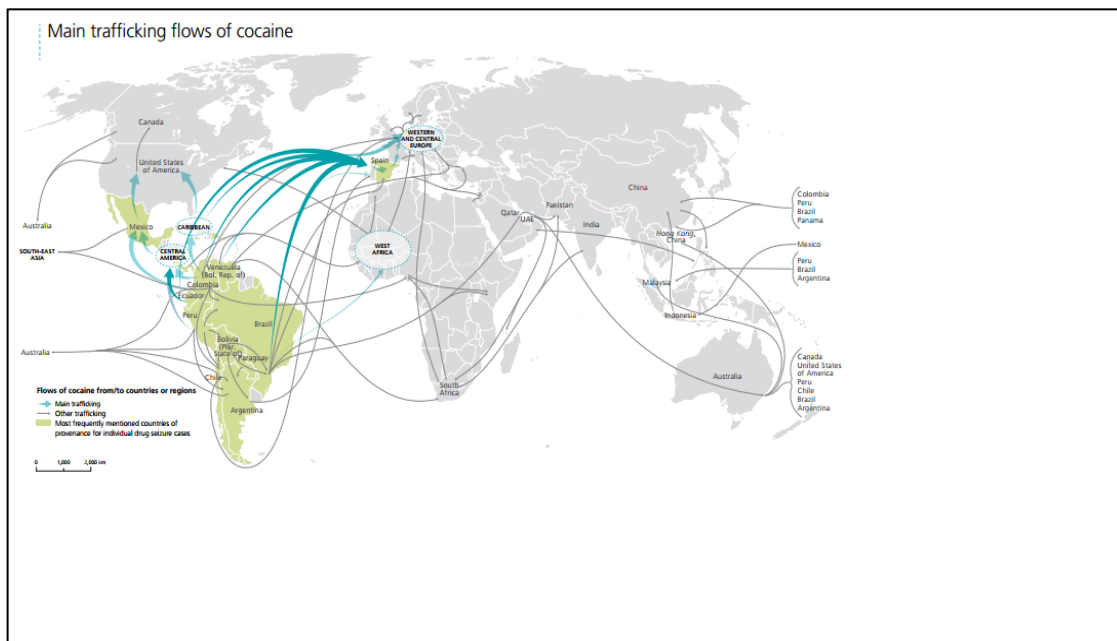 Main trafficking flows of cocaine
Canada
United States
of America
Australia
SOUTH-EAST
ASIA
Mexico
CARIBBEAN
CENTRAL
AMERICA
Venezuela
(Bol. Rep. of)
Colombia
Ecuador
Peru
Brazil
Bolivia
(Plur.
State of)
Paraguay
Chile
Argentina
Australia
WESTERN
AND CENTRAL
EUROPE
Spain
WEST
AFRICA
South
Africa
Qatar
UAE
Pakistan
India
China
Hong Kong,
China
Malaysia
Indonesia
Australia
Colombia
Peru
Brazil
Panama
Mexico
Peru
Brazil
Argentina
Canada
United States
of America
Peru
Chile
Brazil
Argentina
Flows of cocaine from/to countries or regions
Main trafficking
Other trafficking
Most frequently mentioned countries of
provenance for individual drug seizure cases
0 1,000 2,000 km